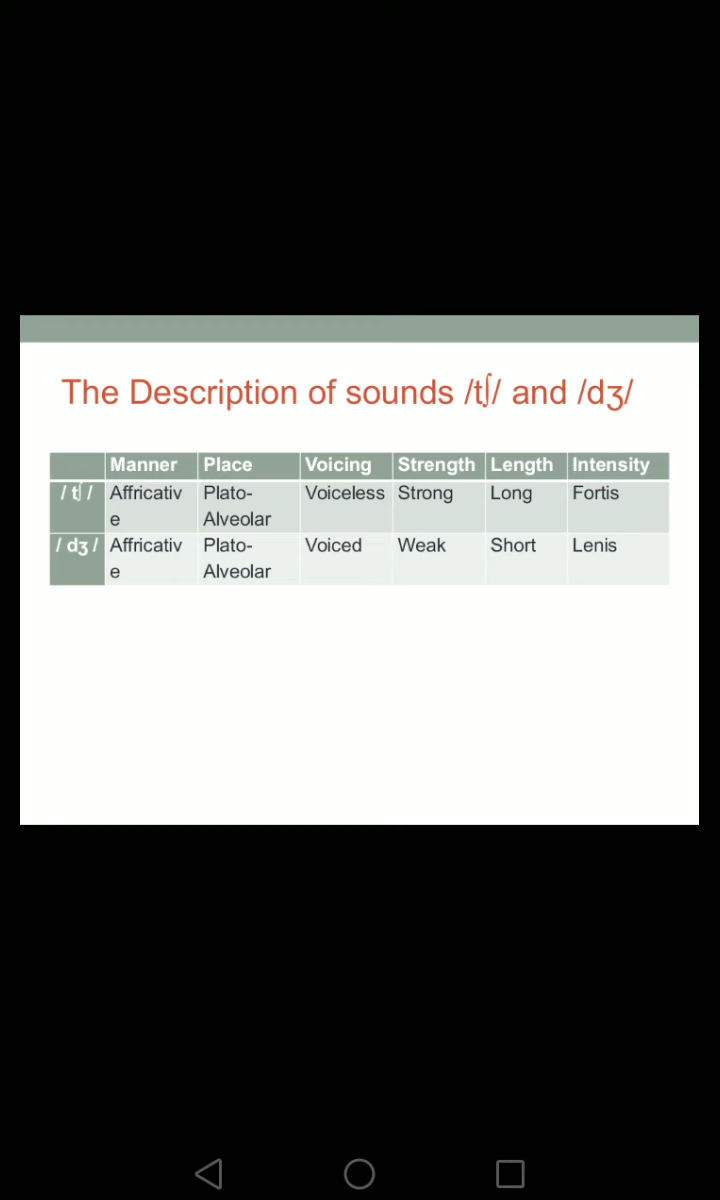 The Description of sounds /tʃ/ and /dʒ/
Manner Place Voicing Strength Length Intensity
/ tʃ / Affricativ Plato- Voiceless Strong Long Fortis
e Alveolar
/ dʒ / Affricativ Plato- Voiced Weak Short Lenis
e Alveolar